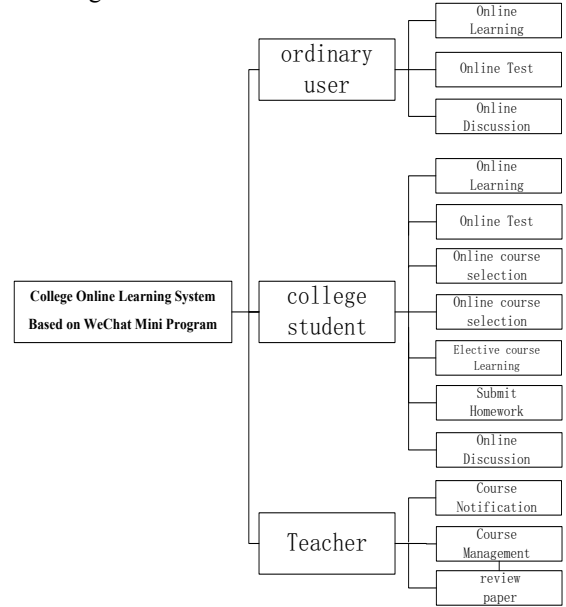 ordinary
user
Online
Learning
Online Test
Online
Discussion
College Online Learning System
Based on WeChat Mini Program
college
student
Online
Learning
Online Test
Online course
selection
Online course
selection
Elective course
Learning
Submit
Homework
Online
Discussion
Teacher
Course
Notification
Course
Management
review
paper